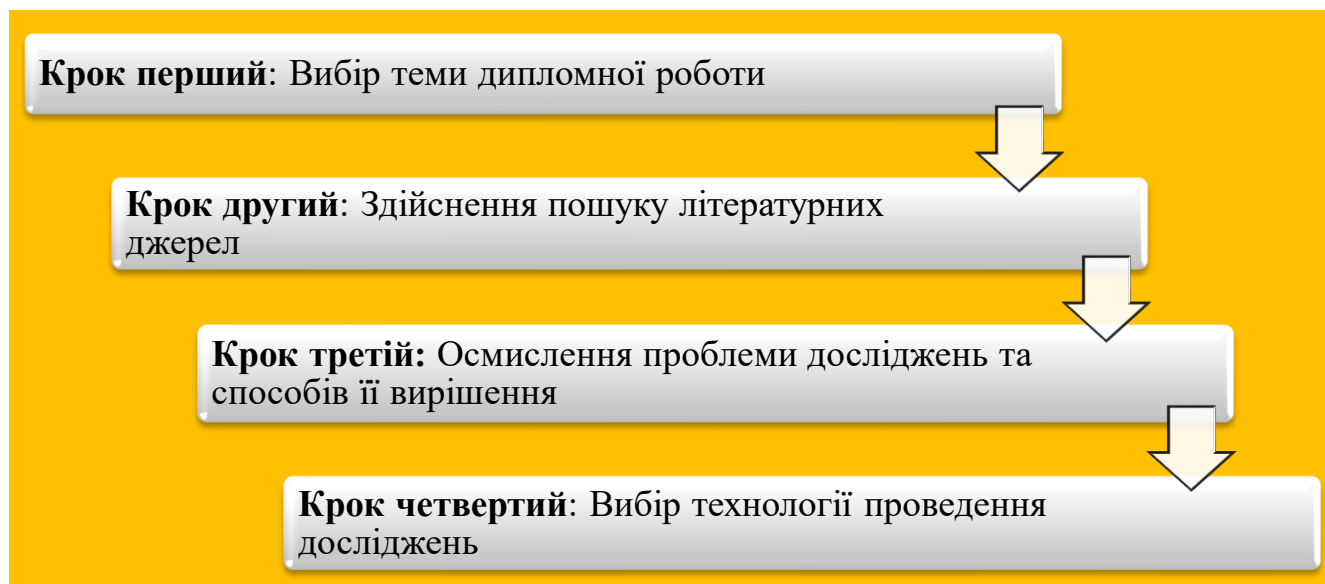 Крок перший: Вибір теми дипломної роботи
Крок другий: Здійснення пошуку літературних
джерел
Крок третій: Осмислення проблеми досліджень та
способів її вирішення
Крок четвертий: Вибір технології проведення
досліджень